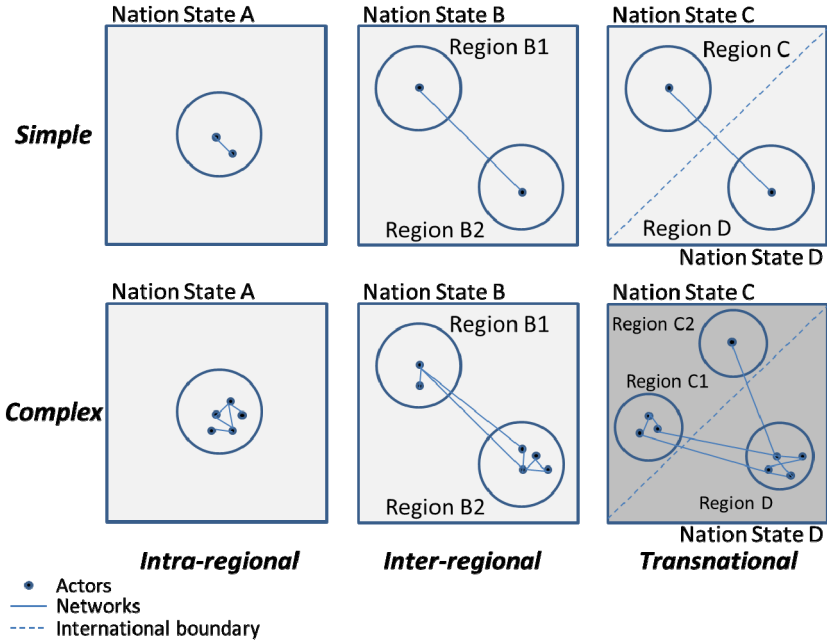 Nation State A
Nation State B
Nation State C
Region B1
Region C
Simple
Region B2
Region D
Nation State D
Nation State A
Nation State B
Nation State C
Region B1
Region C2
Region C1
Complex
Region B2
Region D
Nation State D
Intra-regional
Inter-regional
Transnational
Actors
Networks
International boundary